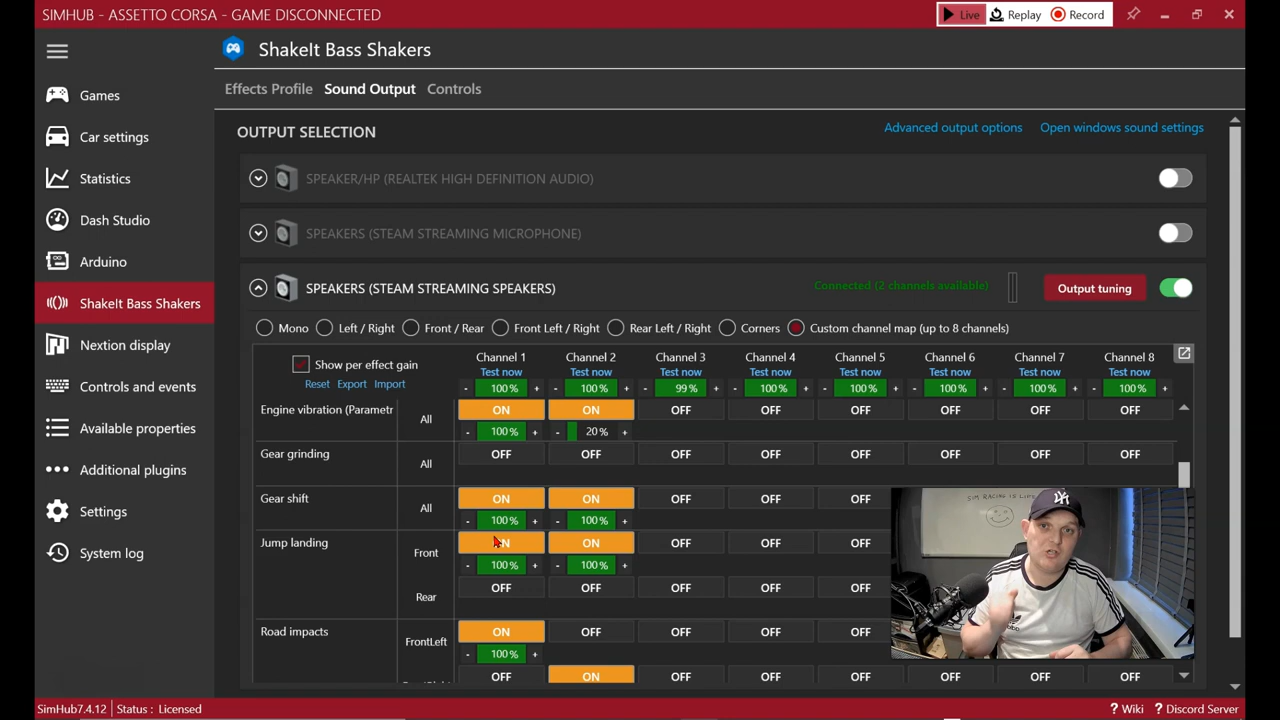 SIMHUB - ASSETTO CORSA - GAME DISCONNECTED
Live Replay Record
ShakeIt Bass Shakers
Effects Profile Sound Output Controls
Games
Car settings
Statistics
Dash Studio
Arduino
ShakeIt Bass Shakers
Nextion display
Controls and events
Available properties
Additional plugins
Settings
System log
OUTPUT SELECTION
Advanced output options Open windows sound settings
SPEAKER/HP (REALTEK HIGH DEFINITION AUDIO)
SPEAKERS (STEAM STREAMING MICROPHONE)
SPEAKERS (STEAM STREAMING SPEAKERS) Connected (2 channels available) Output tuning
Mono Left / Right Front / Rear Front Left / Right Rear Left / Right Corners Custom channel map (up to 8 channels)
Show per effect gain
Reset Export Import
Channel 1 Channel 2 Channel 3 Channel 4 Channel 5 Channel 6 Channel 7 Channel 8
Test now Test now Test now Test now Test now Test now Test now Test now
- 100 % + - 100 % + - 99 % + - 100 % + - 100 % + - 100 % + - 100 % + - 100 % +
Engine vibration (Parametr All ON ON OFF OFF OFF OFF OFF OFF
- 100 % + - 20 % +
Gear grinding All OFF OFF OFF OFF OFF OFF OFF OFF
Gear shift All ON ON OFF OFF OFF
- 100 % + - 100 % +
Jump landing Front ON OFF OFF OFF
- 100 % + - 100 % +
Rear OFF OFF OFF OFF OFF
Road impacts FrontLeft ON OFF OFF OFF OFF
- 100 % +
OFF ON OFF OFF OFF
SIM RACING IS LIFE
SimHub7.4.12 Status : Licensed
? Wiki ? Discord Server